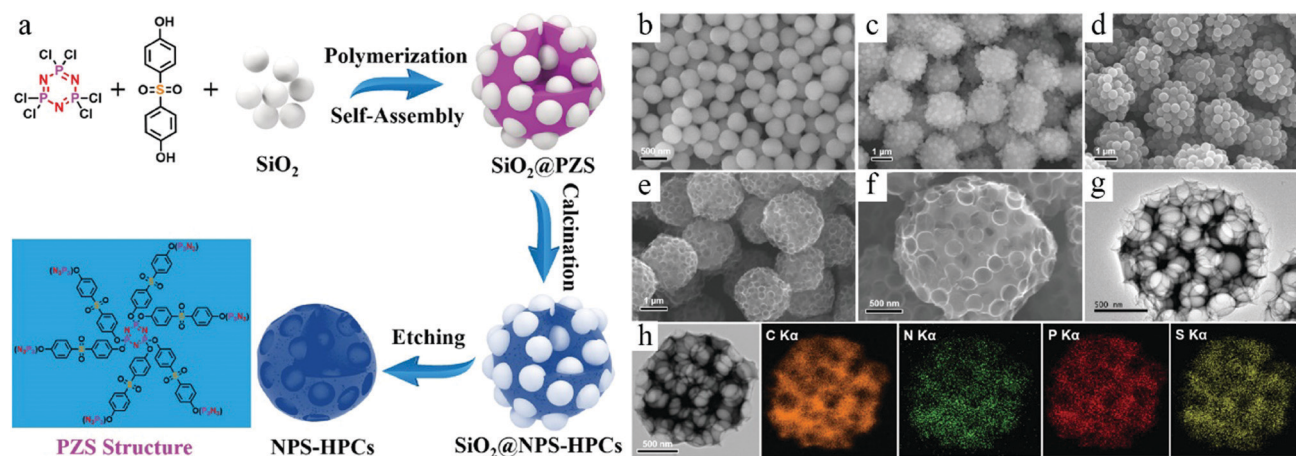 a
OH
Cl Cl
P
N N
Cl P P Cl
Cl N Cl
+
O=S=O
OH
+
SiO2
Polymerization
Self-Assembly
SiO2@PZS
Calcination
SiO2@NPS-HPCs
Etching
NPS-HPCs
PZS Structure
b
500 nm
c
1 μm
d
1 μm
e
1 μm
f
500 nm
g
500 nm
h
500 nm
C Kα
N Kα
P Kα
S Kα